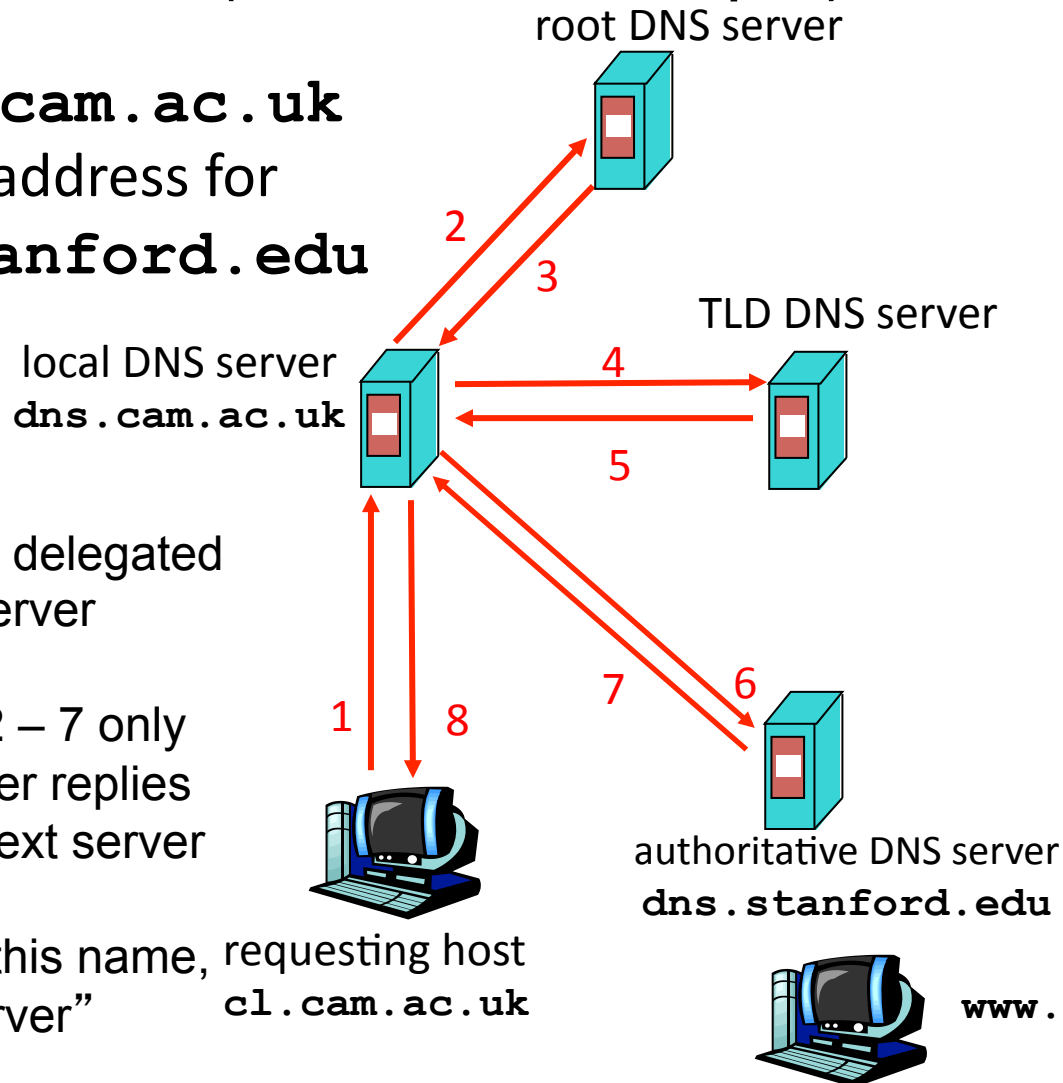 root DNS server
cam.ac.uk
address for
anford.edu
2
3
TLD DNS server
local DNS server
dns.cam.ac.uk
4
5
delegated
erver
2 – 7 only
er replies
ext server
1
8
7
6
authoritative DNS server
dns.stanford.edu
this name,
rver”
requesting host
cl.cam.ac.uk
www.